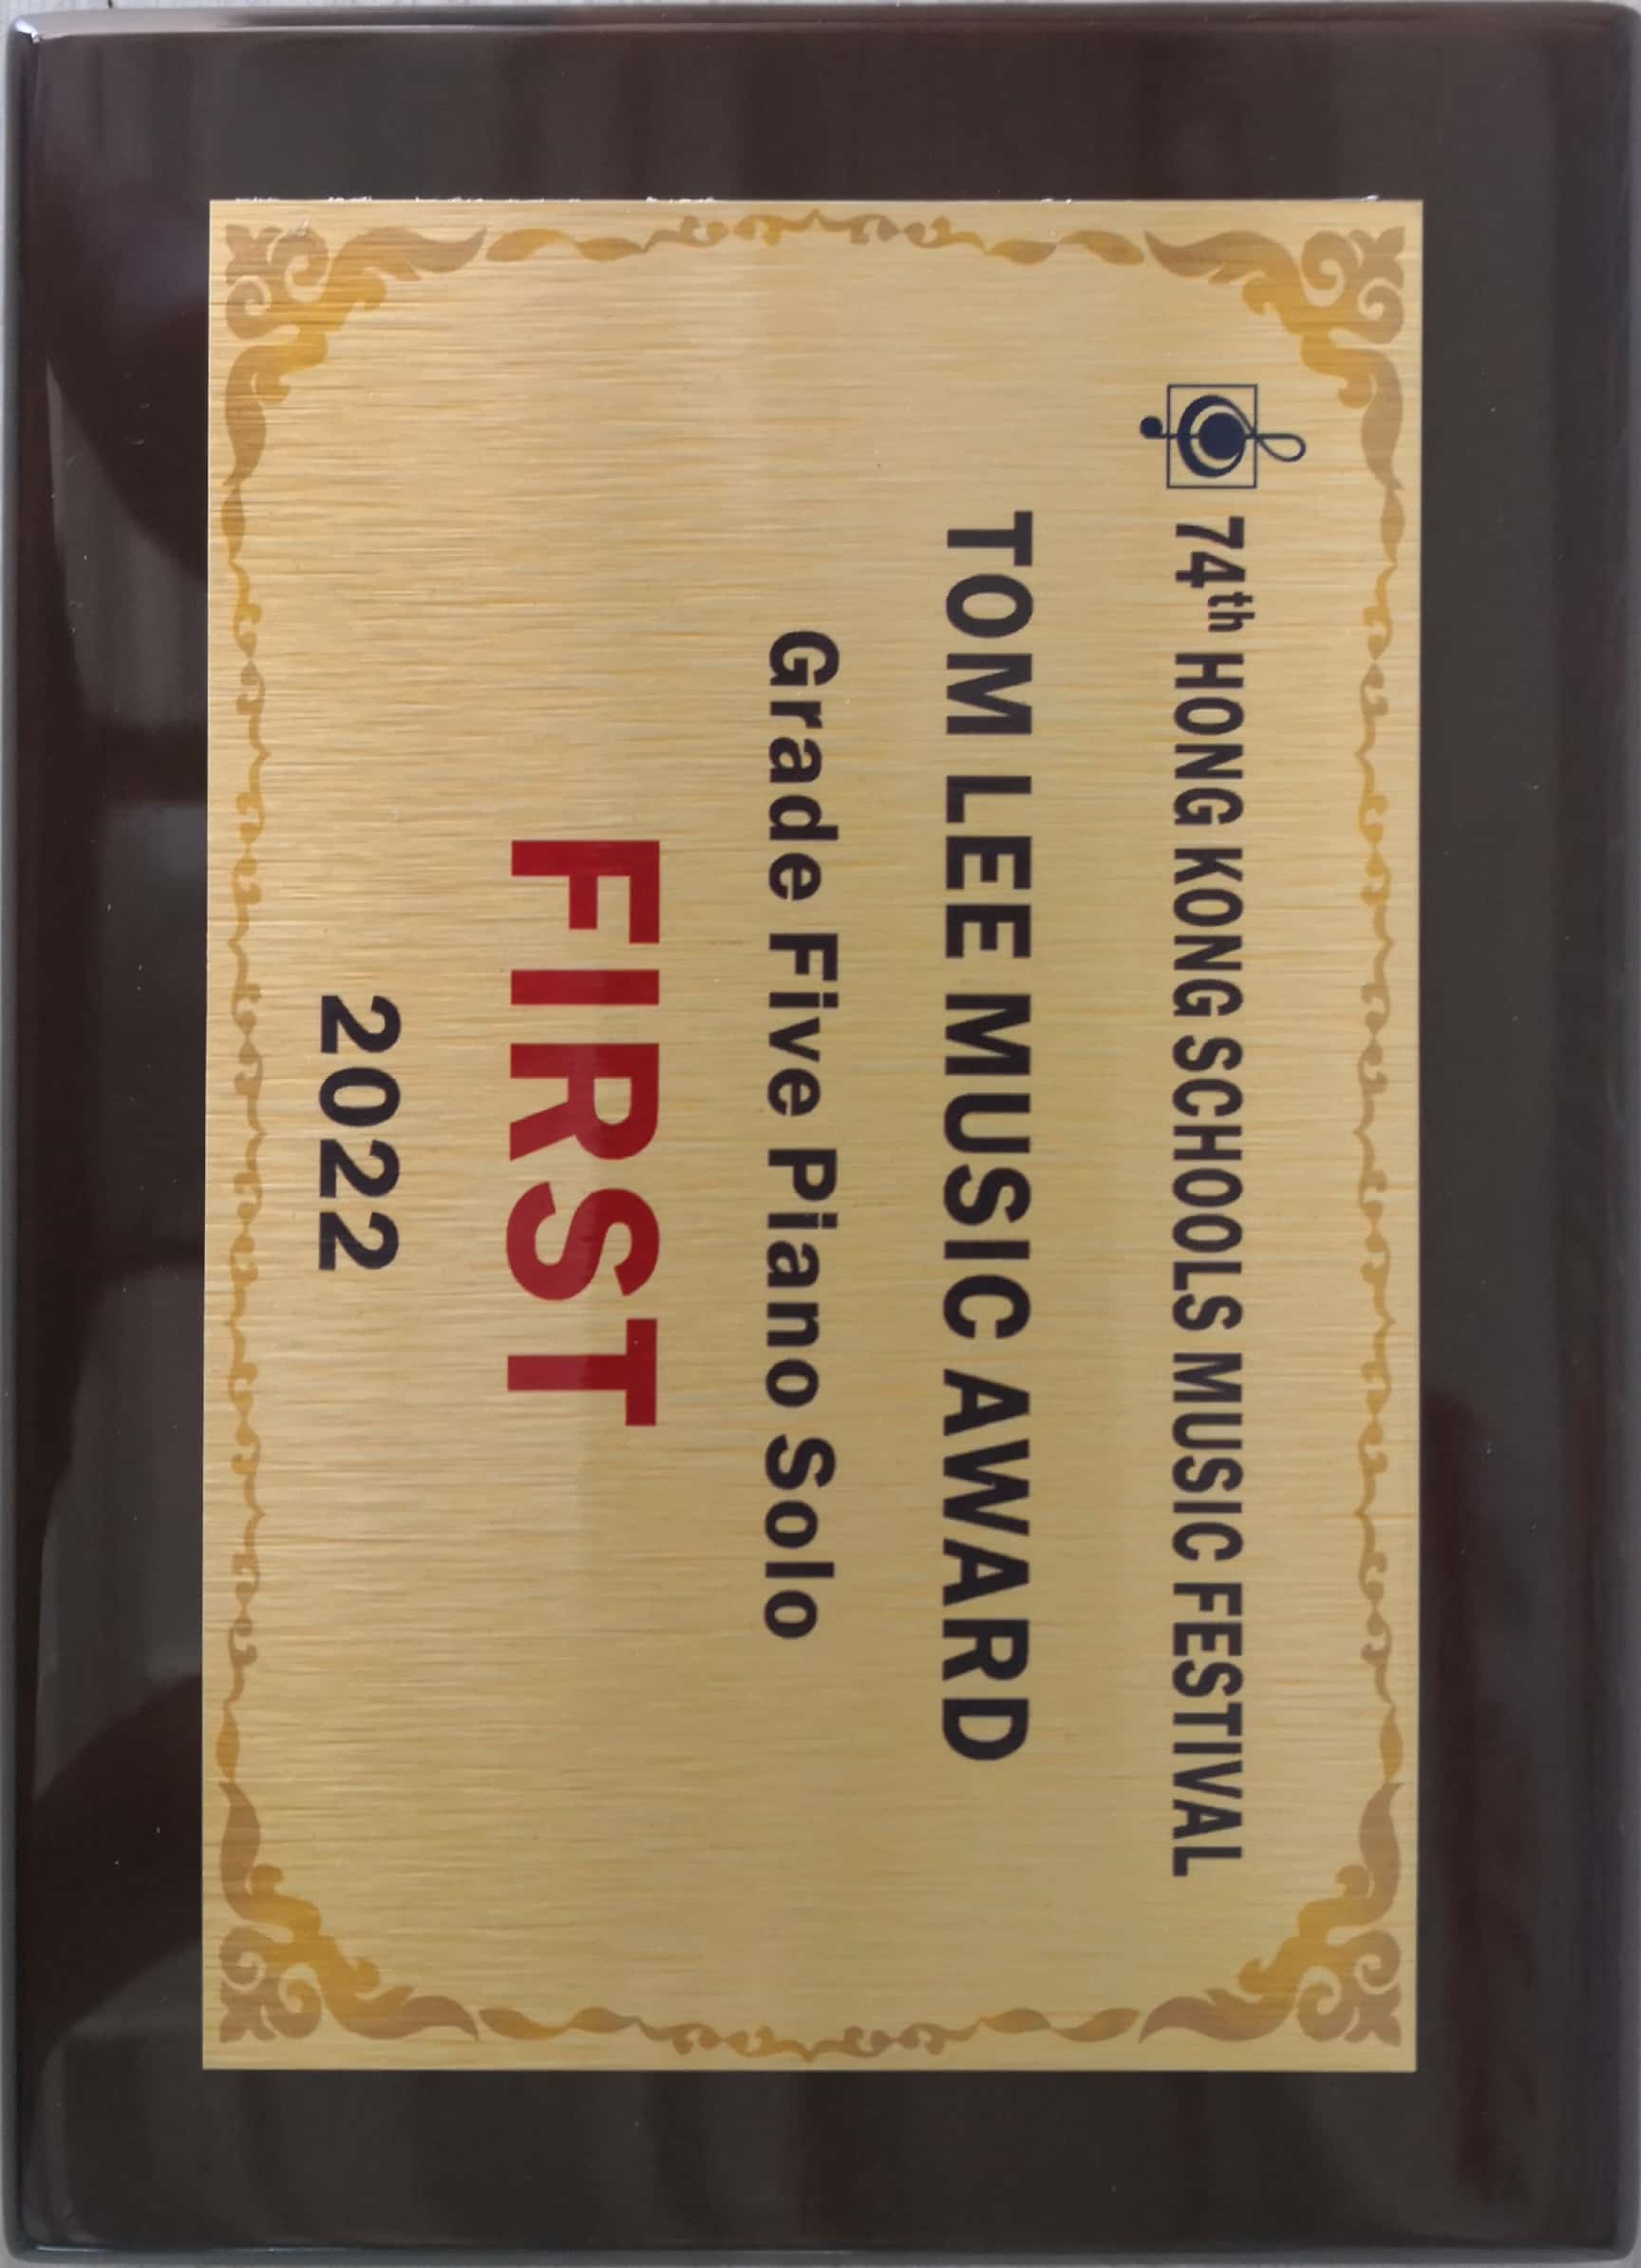 74th HONG KONG SCHOOLS MUSIC FESTIVAL
TOM LEE MUSIC AWARD
Grade Five Piano Solo
FIRST
2022